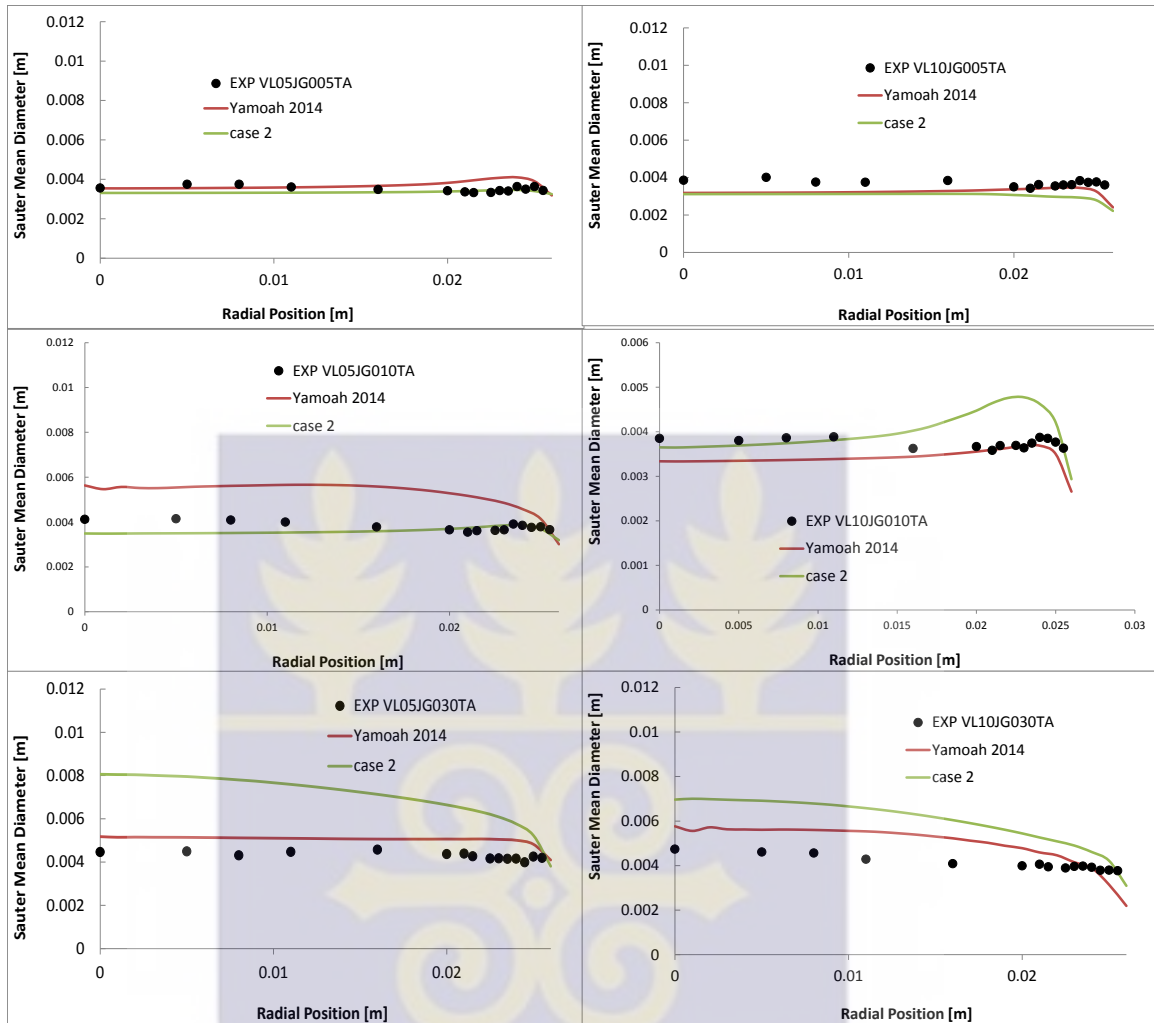 0.012
0.01
0.008
0.006
0.004
0.002
0
0
0.01
0.02
Sauter Mean Diameter [m]
Radial Position [m]
EXP VL05JG005TA
Yamoah 2014
case 2
0.012
0.01
0.008
0.006
0.004
0.002
0
0
0.01
0.02
Sauter Mean Diameter [m]
Radial Position [m]
EXP VL10JG005TA
Yamoah 2014
case 2
0.012
0.01
0.008
0.006
0.004
0.002
0
0
0.01
0.02
Sauter Mean Diameter [m]
Radial Position [m]
EXP VL05JG010TA
Yamoah 2014
case 2
0.006
0.005
0.004
0.003
0.002
0.001
0
0
0.005
0.01
0.015
0.02
0.025
0.03
Sauter Mean Diameter [m]
Radial Position [m]
EXP VL10JG010TA
Yamoah 2014
case 2
0.012
0.01
0.008
0.006
0.004
0.002
0
0
0.01
0.02
Sauter Mean Diameter [m]
Radial Position [m]
EXP VL05JG030TA
Yamoah 2014
case 2
0.012
0.01
0.008
0.006
0.004
0.002
0
0
0.01
0.02
Sauter Mean Diameter [m]
Radial Position [m]
EXP VL10JG030TA
Yamoah 2014
case 2